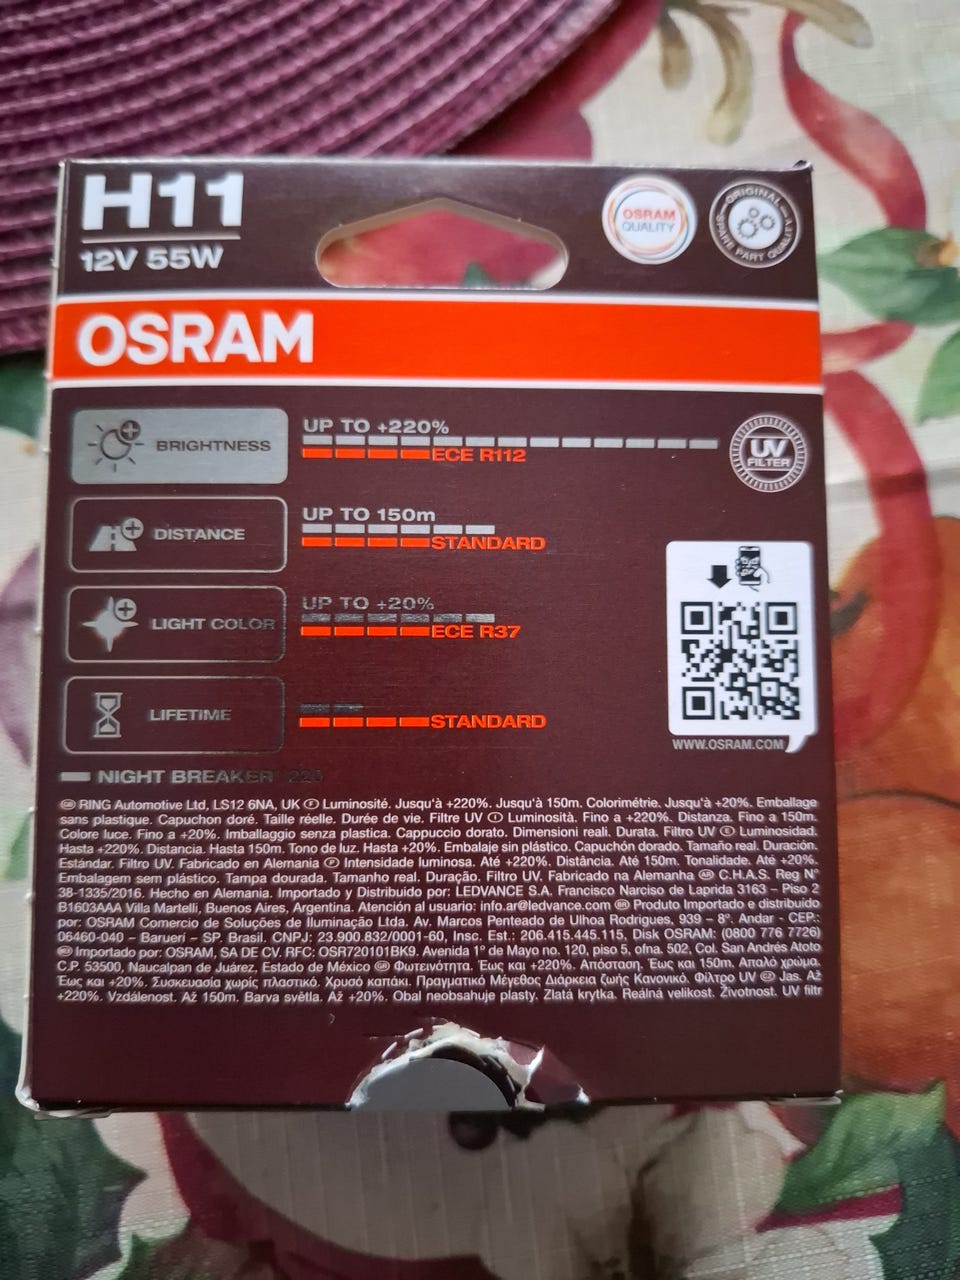 H11
12V 55W
OSRAM QUALITY
ORIGINAL SPARE PART QUALITY
OSRAM
BRIGHTNESS
UP TO +220%
ECE R112
UV FILTER
DISTANCE
UP TO 150m
STANDARD
LIGHT COLOR
UP TO +20%
ECE R37
LIFETIME
STANDARD
WWW.OSRAM.COM
NIGHT BREAKER® 220
GB RING Automotive Ltd, LS12 6NA, UK F Luminosité. Jusqu'à +220%. Jusqu'à 150m. Colorimétrie. Jusqu'à +20%. Emballage
sans plastique. Capuchon doré. Taille réelle. Durée de vie. Filtre UV I Luminosità. Fino a +220%. Distanza. Fino a 150m.
Colore luce. Fino a +20%. Imballaggio senza plastica. Cappuccio dorato. Dimensioni reali. Durata. Filtro UV E Luminosidad.
Hasta +220%. Distancia. Hasta 150m. Tono de luz. Hasta +20%. Embalaje sin plástico. Capuchón dorado. Tamaño real. Duración.
Estándar. Filtro UV. Fabricado en Alemania P Intensidade luminosa. Até +220%. Distância. Até 150m. Tonalidade. Até +20%.
Embalagem sem plástico. Tampa dourada. Tamanho real. Duração. Filtro UV. Fabricado na Alemanha AR C.H.A.S. Reg N°
38-1335/2016. Hecho en Alemania. Importado y Distribuido por: LEDVANCE S.A. Francisco Narciso de Laprida 3163 – Piso 2
B1603AAA Villa Martelli, Buenos Aires, Argentina. Atención al usuario: info.ar@ledvance.com BR Produto Importado e distribuido
por: OSRAM Comercio de Soluções de Iluminação Ltda. Av. Marcos Penteado de Ulhoa Rodrigues, 939 – 8º. Andar - CEP.:
06460-040 – Barueri – SP. Brasil. CNPJ: 23.900.832/0001-60, Insc. Est.: 206.415.445.115, Disk OSRAM: (0800 776 7726)
Importado por: OSRAM, SA DE CV. RFC: OSR720101BK9. Avenida 1º de Mayo no. 120, piso 5, ofna. 502, Col. San Andrés Atoto
C.P. 53500, Naucalpan de Juárez, Estado de México GR Φωτεινότητα. Έως και +220%. Απόσταση. Έως και 150m. Απαλό χρώμα.
Έως και +20%. Συσκευασία χωρίς πλαστικό. Χρυσό καπάκι. Πραγματικό Μέγεθος Διάρκεια ζωής Κανονικό. Φίλτρο UV CZ Jas. Až
+220%. Vzdálenost. Až 150m. Barva světla. Až +20%. Obal neobsahuje plasty. Zlatá krytka. Reálná velikost. Životnost. UV filtr